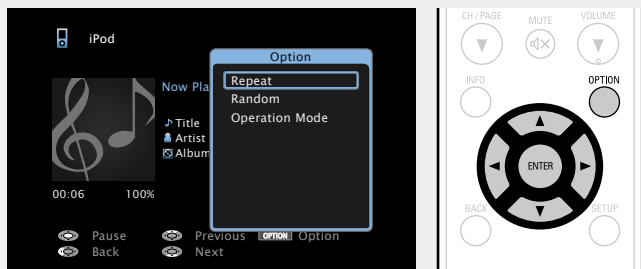 iPod
Option
Now Pla
Repeat
Random
Operation Mode
Title
Artist
Album
00:06 100%
Pause Previous OPTION Option
Back Next
CH / PAGE MUTE VOLUME
INFO OPTION
ENTER
BACK SETUP